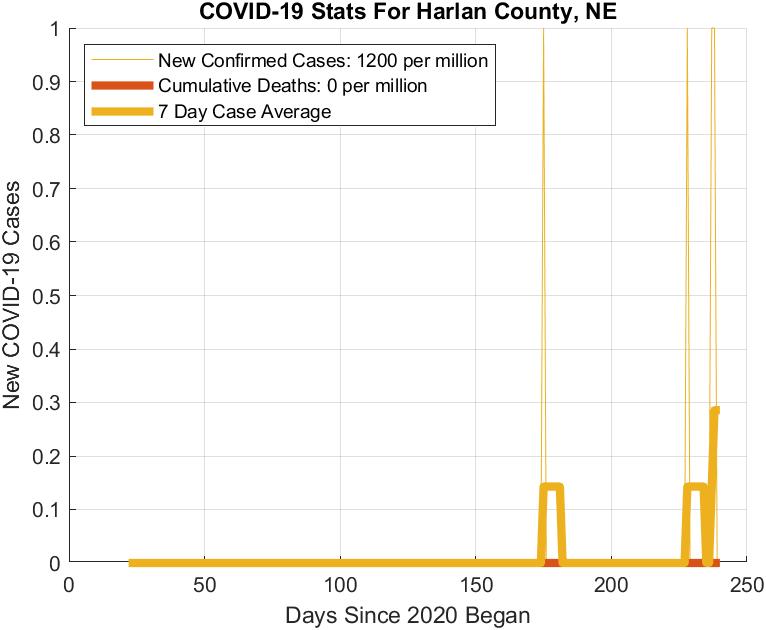 COVID-19 Stats For Harlan County, NE
New Confirmed Cases: 1200 per million
Cumulative Deaths: 0 per million
7 Day Case Average
New COVID-19 Cases
1
0.9
0.8
0.7
0.6
0.5
0.4
0.3
0.2
0.1
0
0 50 100 150 200 250
Days Since 2020 Began